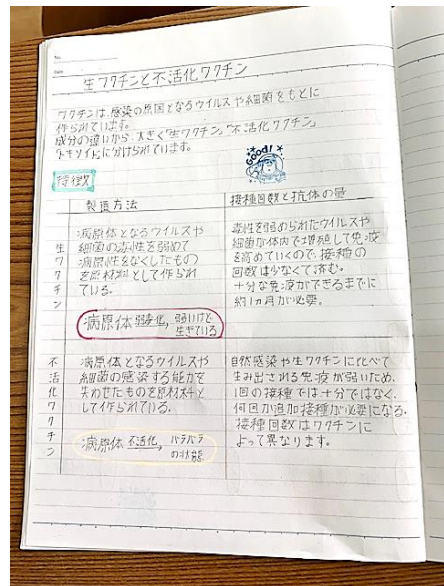 No.
Date
生ワクチンと不活化ワクチン
ワクチンは、感染の原因となるウイルスや細菌をもとに
作られています。
成分の違いから、大きく"生ワクチン""不活化ワクチン"
トキソイドに分けられています。
Good!
特徴
製造方法
接種回数と抗体の量
生ワクチン
病原体となるウイルスや
細菌の毒性を弱めて
病原性をなくしたもの
を原材料として作られ
ている。
病原体 弱毒化→ 弱いけど
生きている
毒性を弱められたウイルスや
細菌が体内で増殖して免疫
を高めていくので、接種の
回数は少なくて済む。
十分な免疫ができるまでに
約1ヵ月が必要。
不活化ワクチン
病原体となるウイルスや
細菌の感染する能力を
失わせたものを原材料と
して作られている。
病原体 不活化→ バラバラ
の状態
自然感染や生ワクチンに比べて
生み出される免疫が弱いため、
1回の接種では十分ではなく、
何回か追加接種が必要になる。
接種回数はワクチンに
よって異なります。